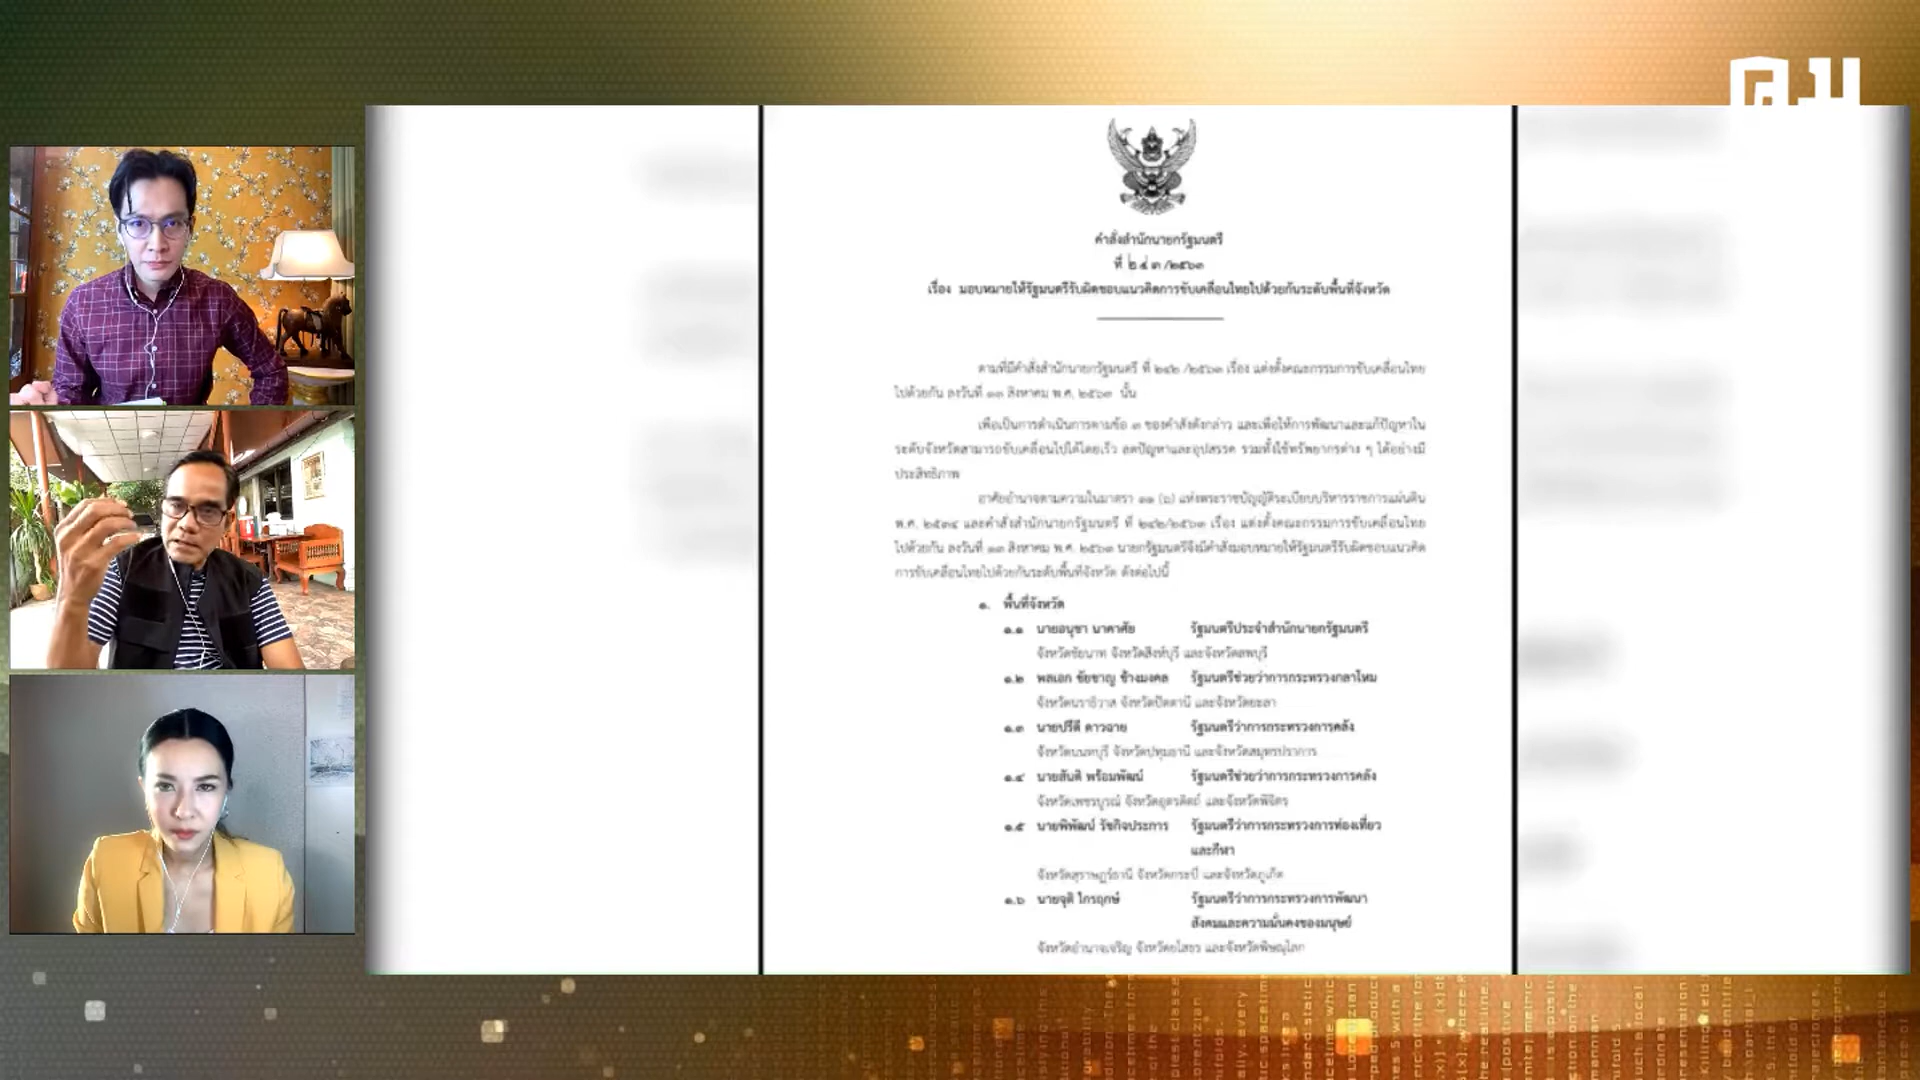 คำสั่งสำนักนายกรัฐมนตรี
ที่ ๒๔๓/๒๕๖๓
เรื่อง มอบหมายให้รัฐมนตรีรับผิดชอบแนวคิดการขับเคลื่อนไทยไปด้วยกันระดับพื้นที่จังหวัด
ตามที่มีคำสั่งสำนักนายกรัฐมนตรี ที่ ๒๔๒ /๒๕๖๓ เรื่อง แต่งตั้งคณะกรรมการขับเคลื่อนไทย
ไปด้วยกัน ลงวันที่ ๑๓ สิงหาคม พ.ศ. ๒๕๖๓ นั้น
เพื่อเป็นการดำเนินการตามข้อ ๓ ของคำสั่งดังกล่าว และเพื่อให้การพัฒนาและแก้ปัญหาใน
ระดับจังหวัดสามารถขับเคลื่อนไปได้โดยเร็ว ลดปัญหาและอุปสรรค รวมทั้งใช้ทรัพยากรต่าง ๆ ได้อย่างมี
ประสิทธิภาพ
อาศัยอำนาจตามความในมาตรา ๑๑ (๖) แห่งพระราชบัญญัติระเบียบบริหารราชการแผ่นดิน
พ.ศ. ๒๕๓๔ และคำสั่งสำนักนายกรัฐมนตรี ที่ ๒๔๒/๒๕๖๓ เรื่อง แต่งตั้งคณะกรรมการขับเคลื่อนไทย
ไปด้วยกัน ลงวันที่ ๑๓ สิงหาคม พ.ศ. ๒๕๖๓ นายกรัฐมนตรีจึงมีคำสั่งมอบหมายให้รัฐมนตรีรับผิดชอบแนวคิด
การขับเคลื่อนไทยไปด้วยกันระดับพื้นที่จังหวัด ดังต่อไปนี้
๑. พื้นที่จังหวัด
๑.๑ นายอนุชา นาคาศัย รัฐมนตรีประจำสำนักนายกรัฐมนตรี
จังหวัดชัยนาท จังหวัดสิงห์บุรี และจังหวัดลพบุรี
๑.๒ พลเอก ชัยชาญ ช้างมงคล รัฐมนตรีช่วยว่าการกระทรวงกลาโหม
จังหวัดนราธิวาส จังหวัดปัตตานี และจังหวัดยะลา
๑.๓ นายปรีดี ดาวฉาย รัฐมนตรีว่าการกระทรวงการคลัง
จังหวัดนนทบุรี จังหวัดปทุมธานี และจังหวัดสมุทรปราการ
๑.๔ นายสันติ พร้อมพัฒน์ รัฐมนตรีช่วยว่าการกระทรวงการคลัง
จังหวัดเพชรบูรณ์ จังหวัดอุตรดิตถ์ และจังหวัดพิจิตร
๑.๕ นายพิพัฒน์ รัชกิจประการ รัฐมนตรีว่าการกระทรวงการท่องเที่ยว
และกีฬา
จังหวัดสุราษฎร์ธานี จังหวัดกระบี่ และจังหวัดภูเก็ต
๑.๖ นายจุติ ไกรฤกษ์ รัฐมนตรีว่าการกระทรวงการพัฒนา
สังคมและความมั่นคงของมนุษย์
จังหวัดอำนาจเจริญ จังหวัดยโสธร และจังหวัดพิษณุโลก